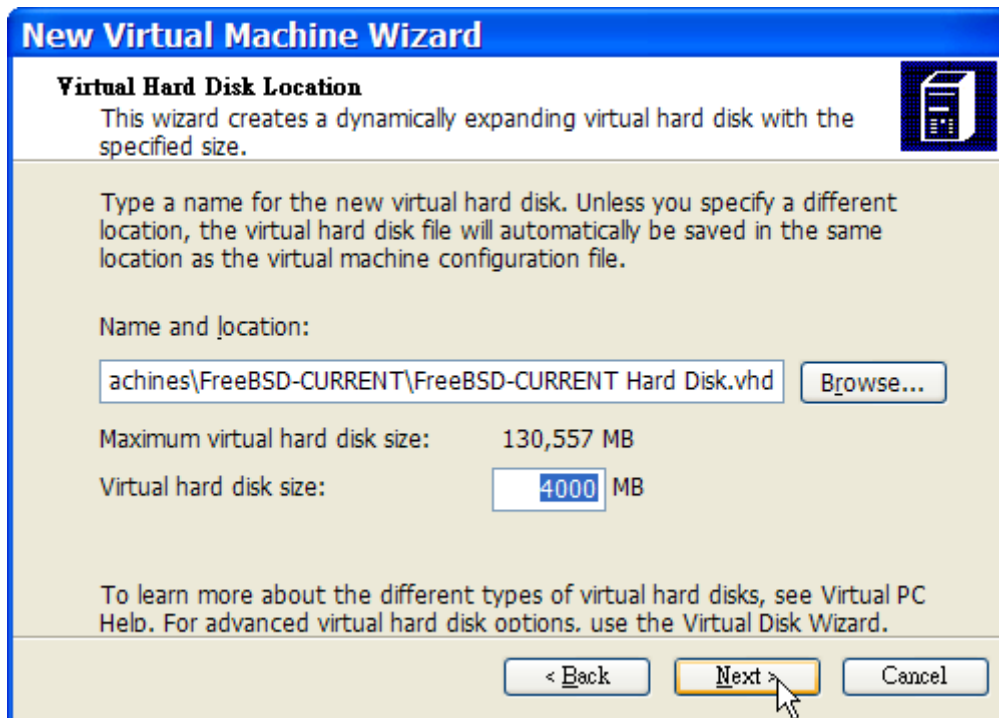 New Virtual Machine Wizard
Virtual Hard Disk Location
This wizard creates a dynamically expanding virtual hard disk with the
specified size.
Type a name for the new virtual hard disk. Unless you specify a different
location, the virtual hard disk file will automatically be saved in the same
location as the virtual machine configuration file.
Name and location:
achines\FreeBSD-CURRENT\FreeBSD-CURRENT Hard Disk.vhd Browse...
Maximum virtual hard disk size: 130,557 MB
Virtual hard disk size: 4000 MB
To learn more about the different types of virtual hard disks, see Virtual PC
Help. For advanced virtual hard disk options, use the Virtual Disk Wizard.
< Back Next > Cancel